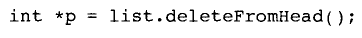 int *p = list.deleteFromHead();